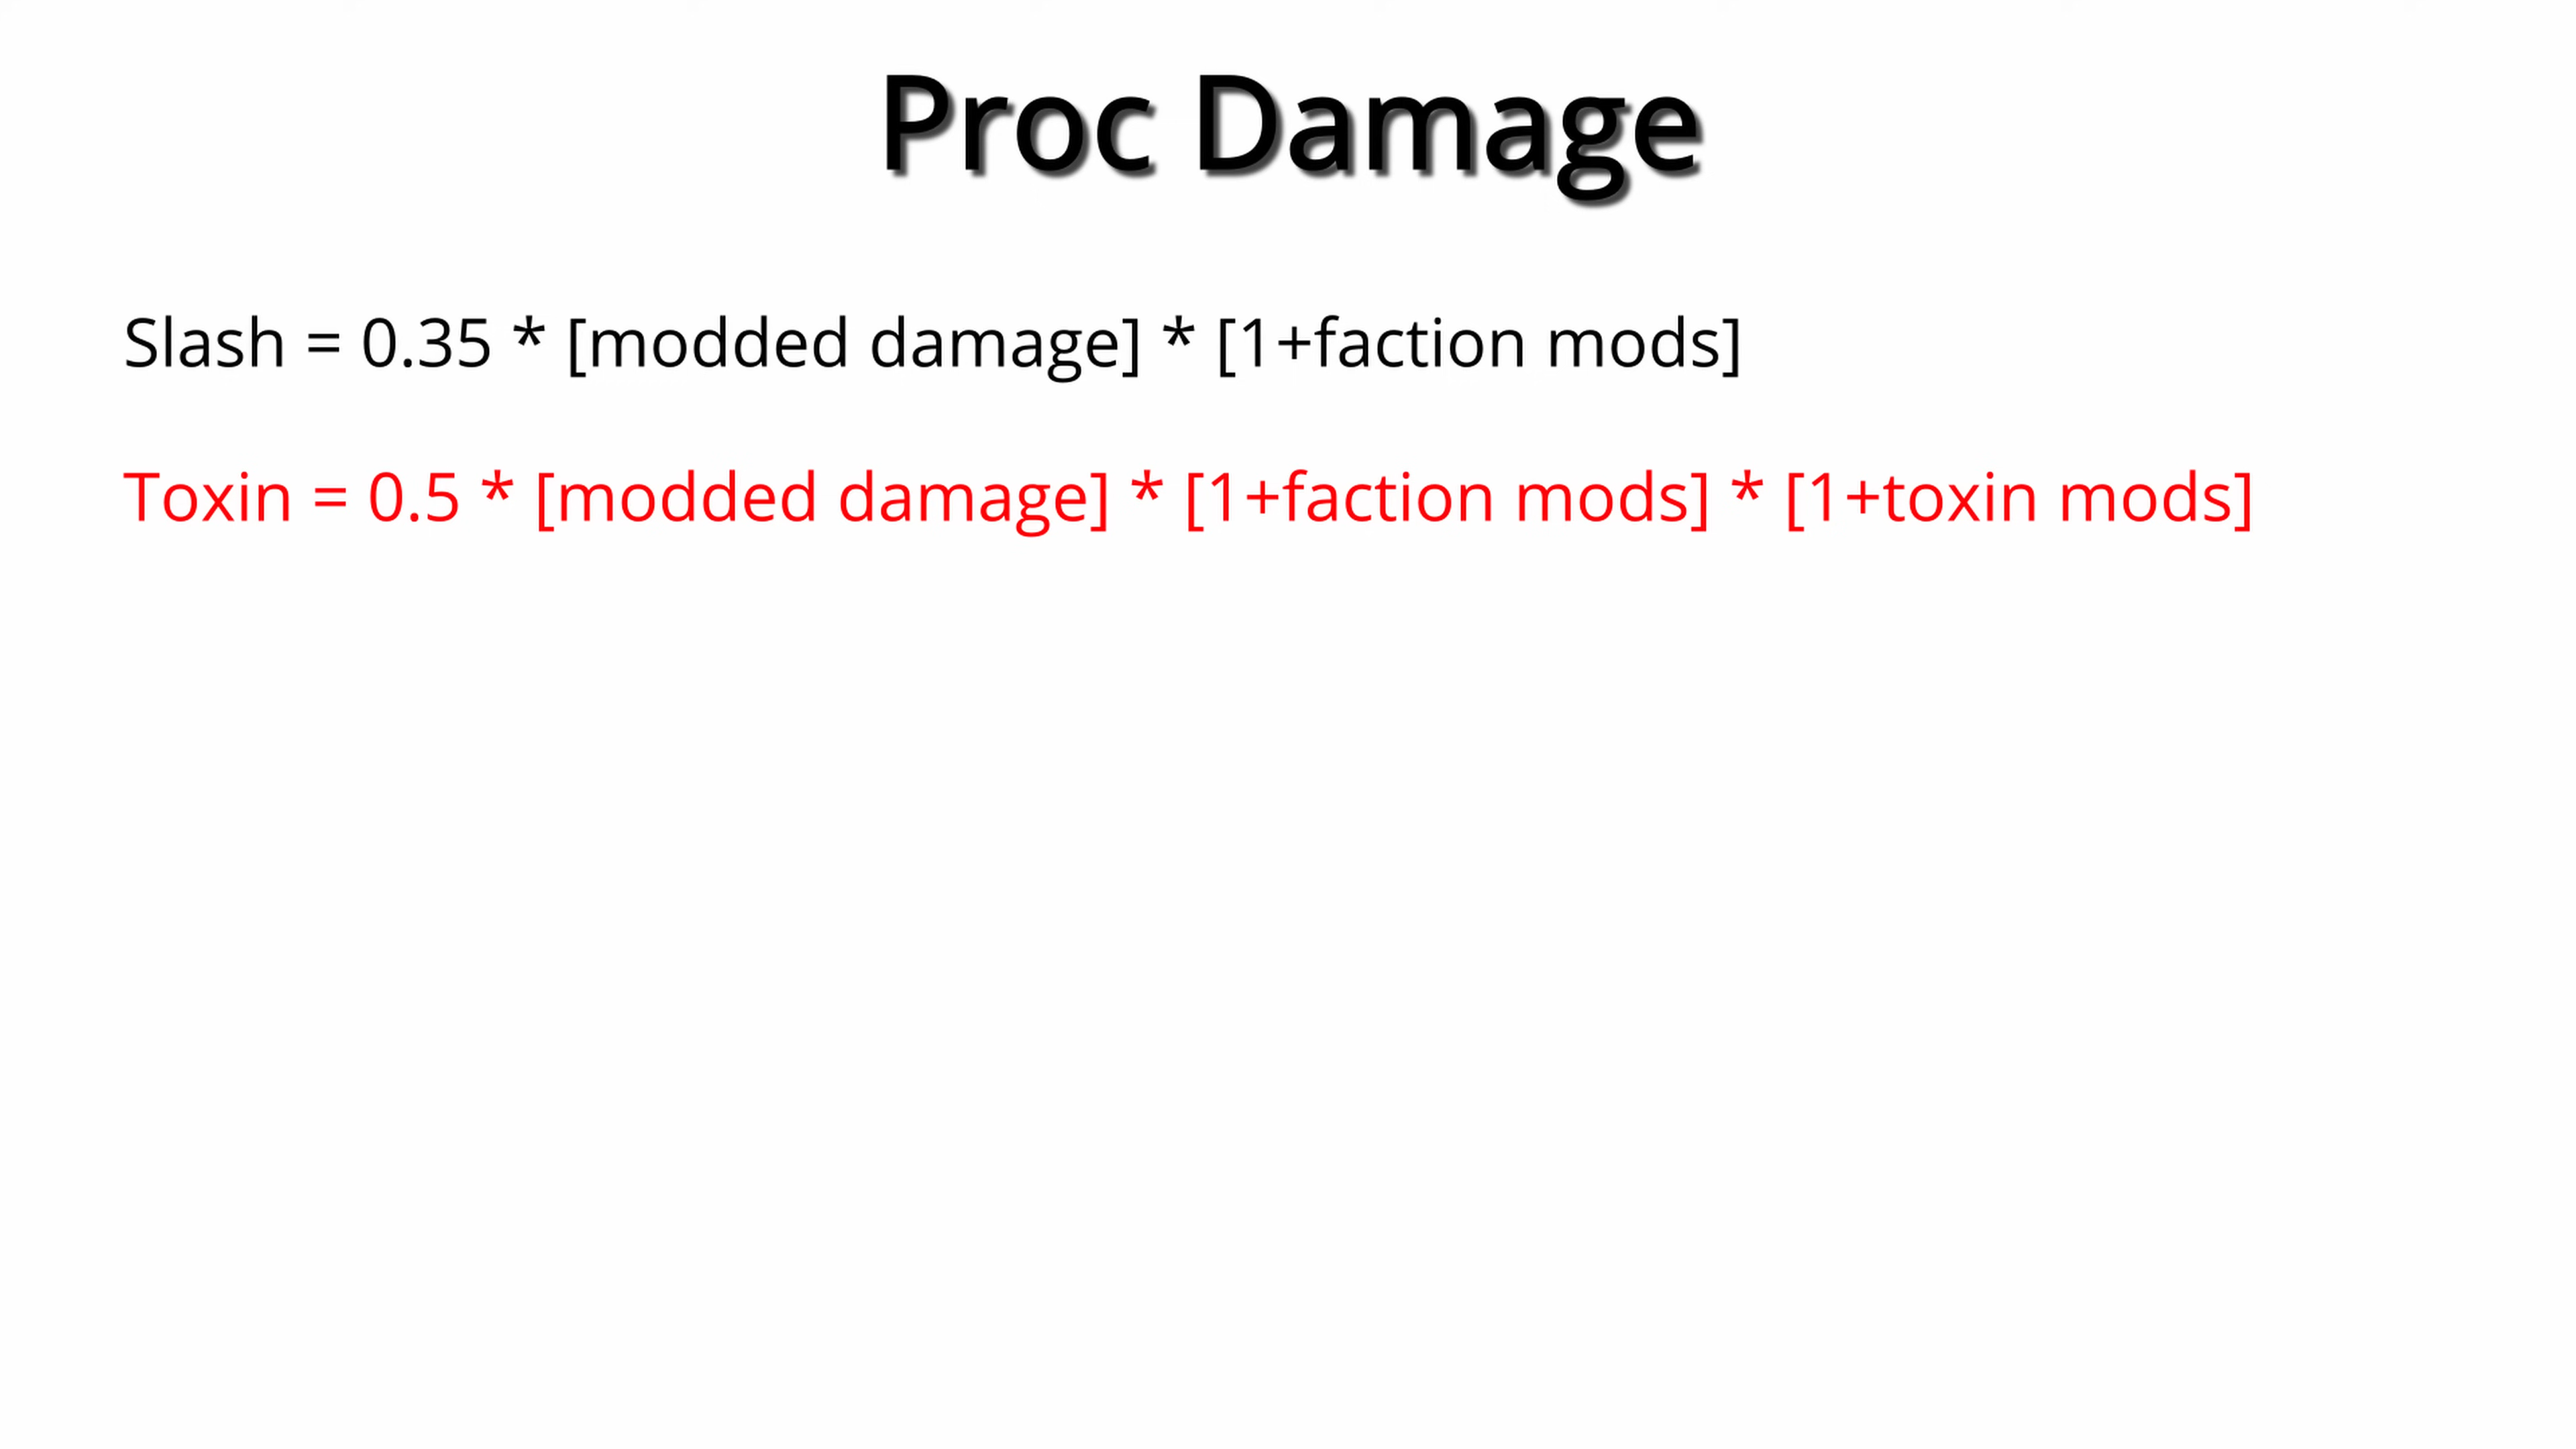 Proc Damage
Slash = 0.35 * [modded damage] * [1+faction mods]
Toxin = 0.5 * [modded damage] * [1+faction mods] * [1+toxin mods]